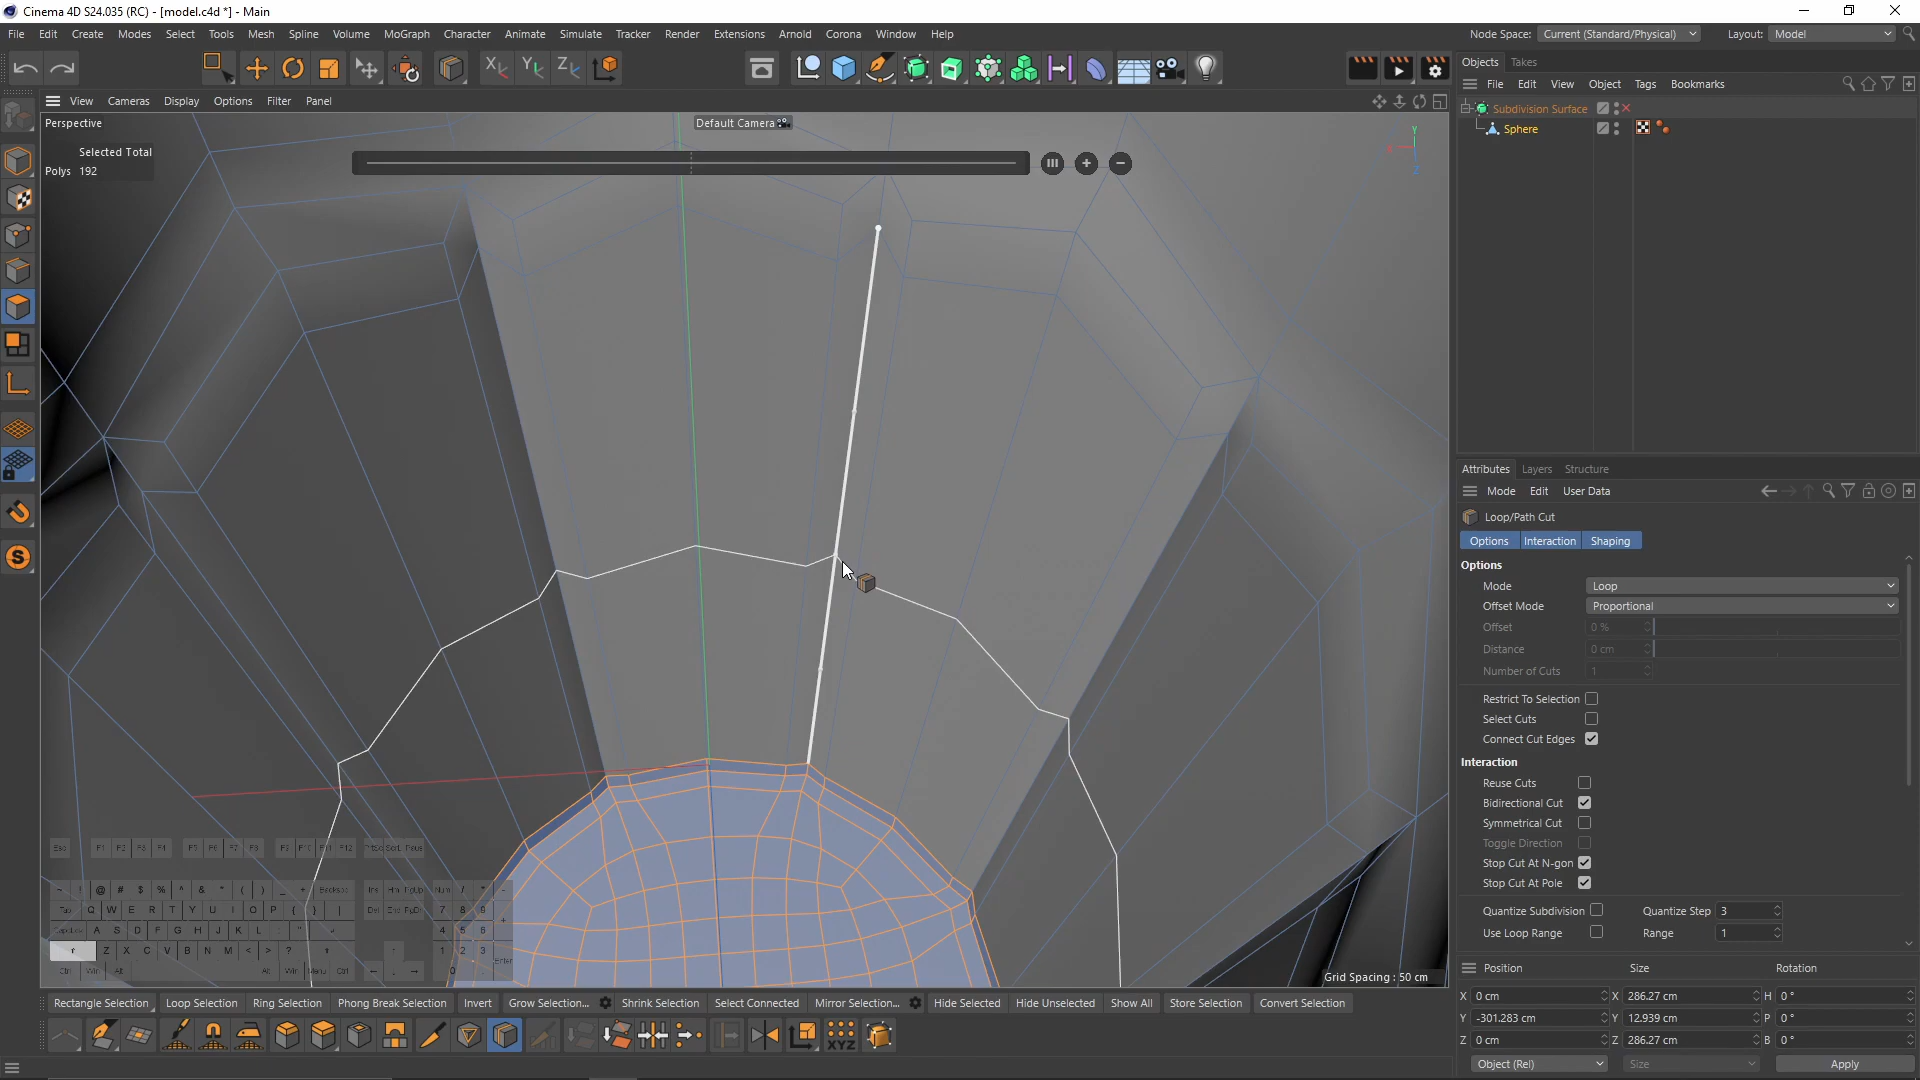 Cinema 4D S24.035 (RC) - [model.c4d *] - Main
File Edit Create Modes Select Spline Tools Mesh Spline Volume MoGraph Character Animate Simulate Tracker Render Extensions Arnold Corona Window Help
Node Space: Current (Standard/Physical) Layout: Model
Objects Takes
View Cameras Display Options Filter Panel
File Edit View Object Tags Bookmarks
Perspective
Default Camera
Subdivision Surface
Sphere
Selected Total
Polys 192
Attributes Layers Structure
Mode Edit User Data
Loop/Path Cut
Options Interaction Shaping
Options
Mode Loop
Offset Mode Proportional
Offset 0 %
Distance 0 cm
Number of Cuts 1
Restrict To Selection
Select Cuts
Connect Cut Edges
Interaction
Reuse Cuts
Bidirectional Cut
Symmetrical Cut
Toggle Direction
Stop Cut At N-gon
Stop Cut At Pole
Quantize Subdivision Quantize Step 3
Use Loop Range Range 1
Grid Spacing : 50 cm
Position Size Rotation
X 0 cm X 286.27 cm H 0 °
Y -301.283 cm Y 12.939 cm P 0 °
Z 0 cm Z 286.27 cm B 0 °
Object (Rel) Size Apply
Rectangle Selection Loop Selection Ring Selection Phong Break Selection Invert Grow Selection... Shrink Selection Select Connected Mirror Selection... Hide Selected Hide Unselected Show All Store Selection Convert Selection